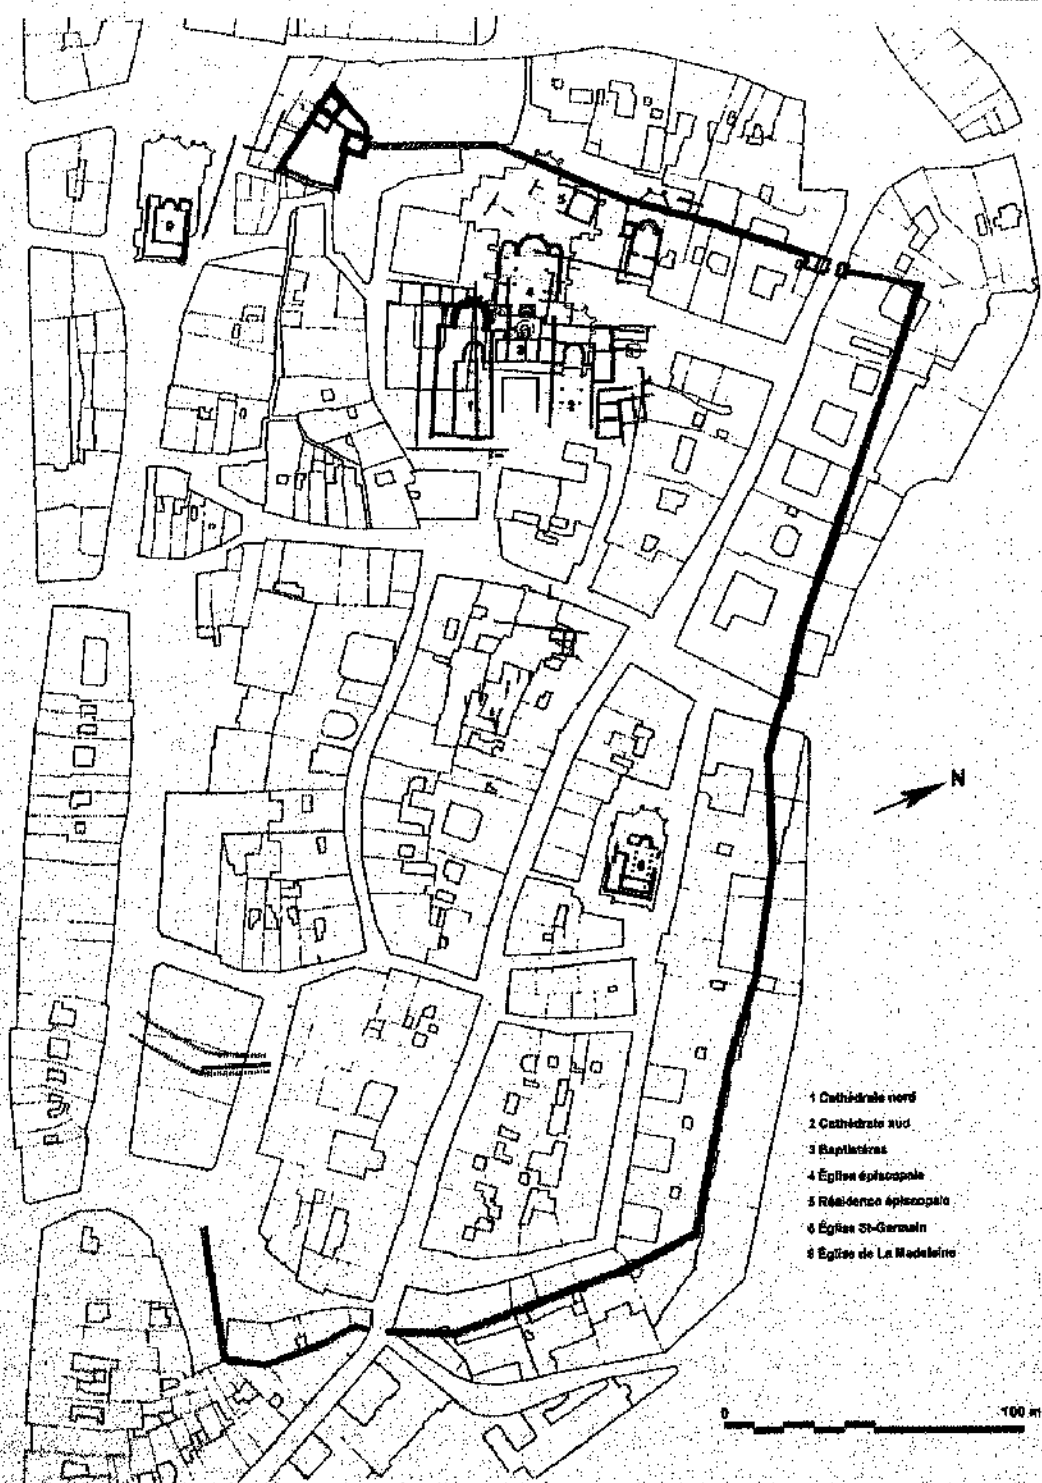 N
1 Cathédrale nord
2 Cathédrale sud
3 Baptistères
4 Église épiscopale
5 Résidence épiscopale
6 Église St-Germain
8 Église de La Madeleine
0 100 m